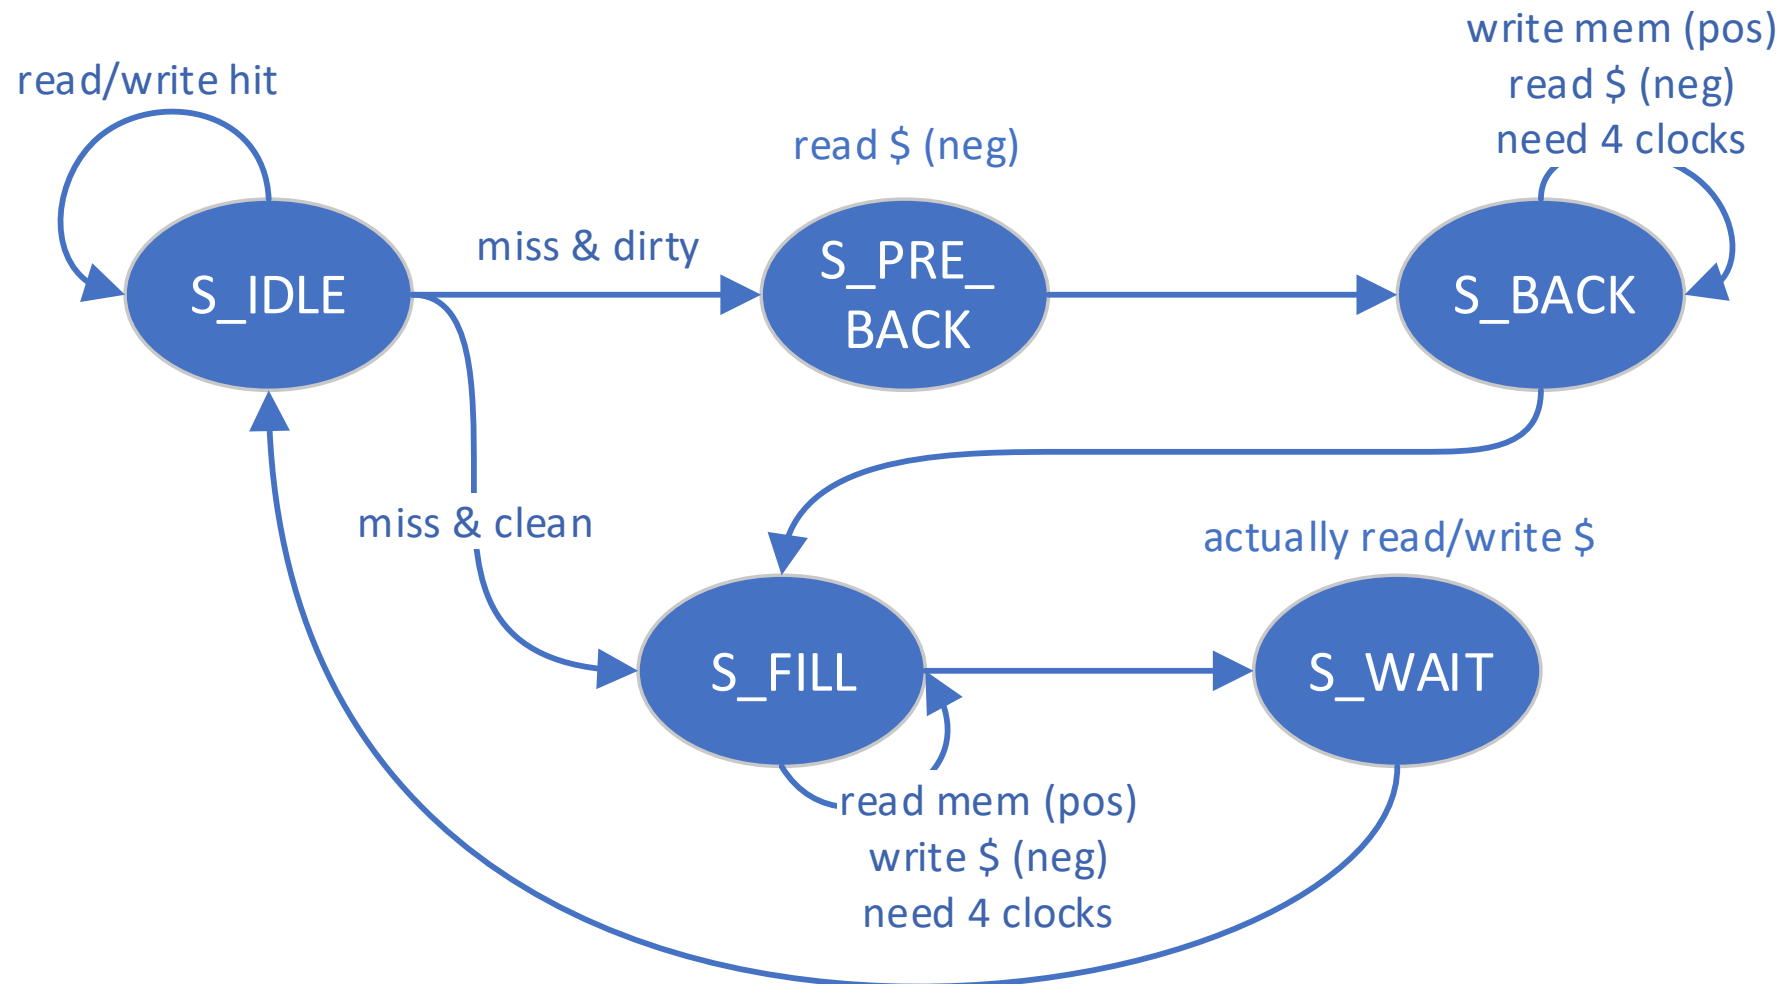 write mem (pos)
read $ (neg)
need 4 clocks
read/write hit
read $ (neg)
miss & dirty
S_IDLE
S_PRE_
BACK
S_BACK
miss & clean
actually read/write $
S_FILL
S_WAIT
read mem (pos)
write $ (neg)
need 4 clocks